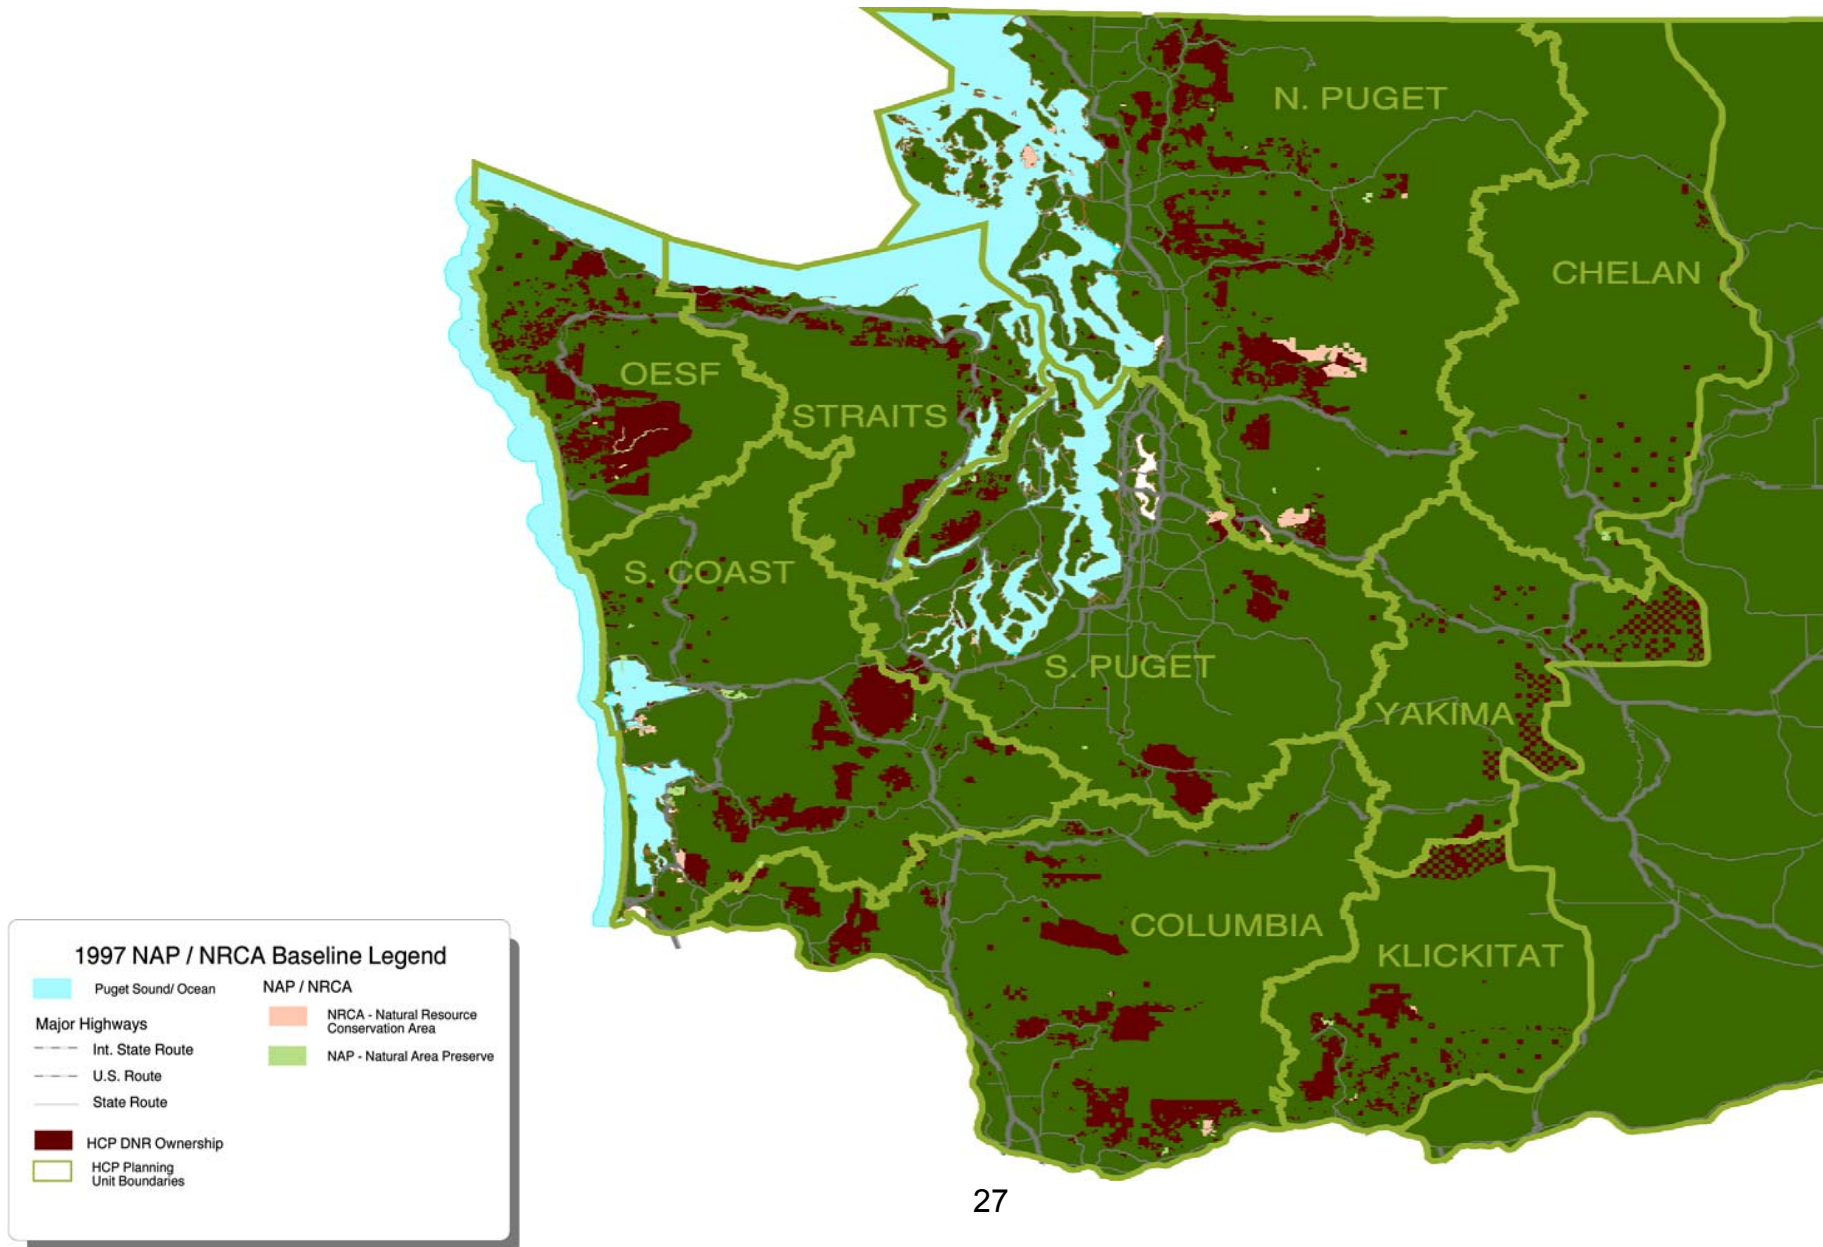 N. PUGET
CHELAN
OESF
STRAITS
S. COAST
S. PUGET
YAKIMA
COLUMBIA
KLICKITAT
1997 NAP / NRCA Baseline Legend
Puget Sound/ Ocean
Major Highways
Int. State Route
U.S. Route
State Route
HCP DNR Ownership
HCP Planning
Unit Boundaries
NAP / NRCA
NRCA - Natural Resource
Conservation Area
NAP - Natural Area Preserve
27